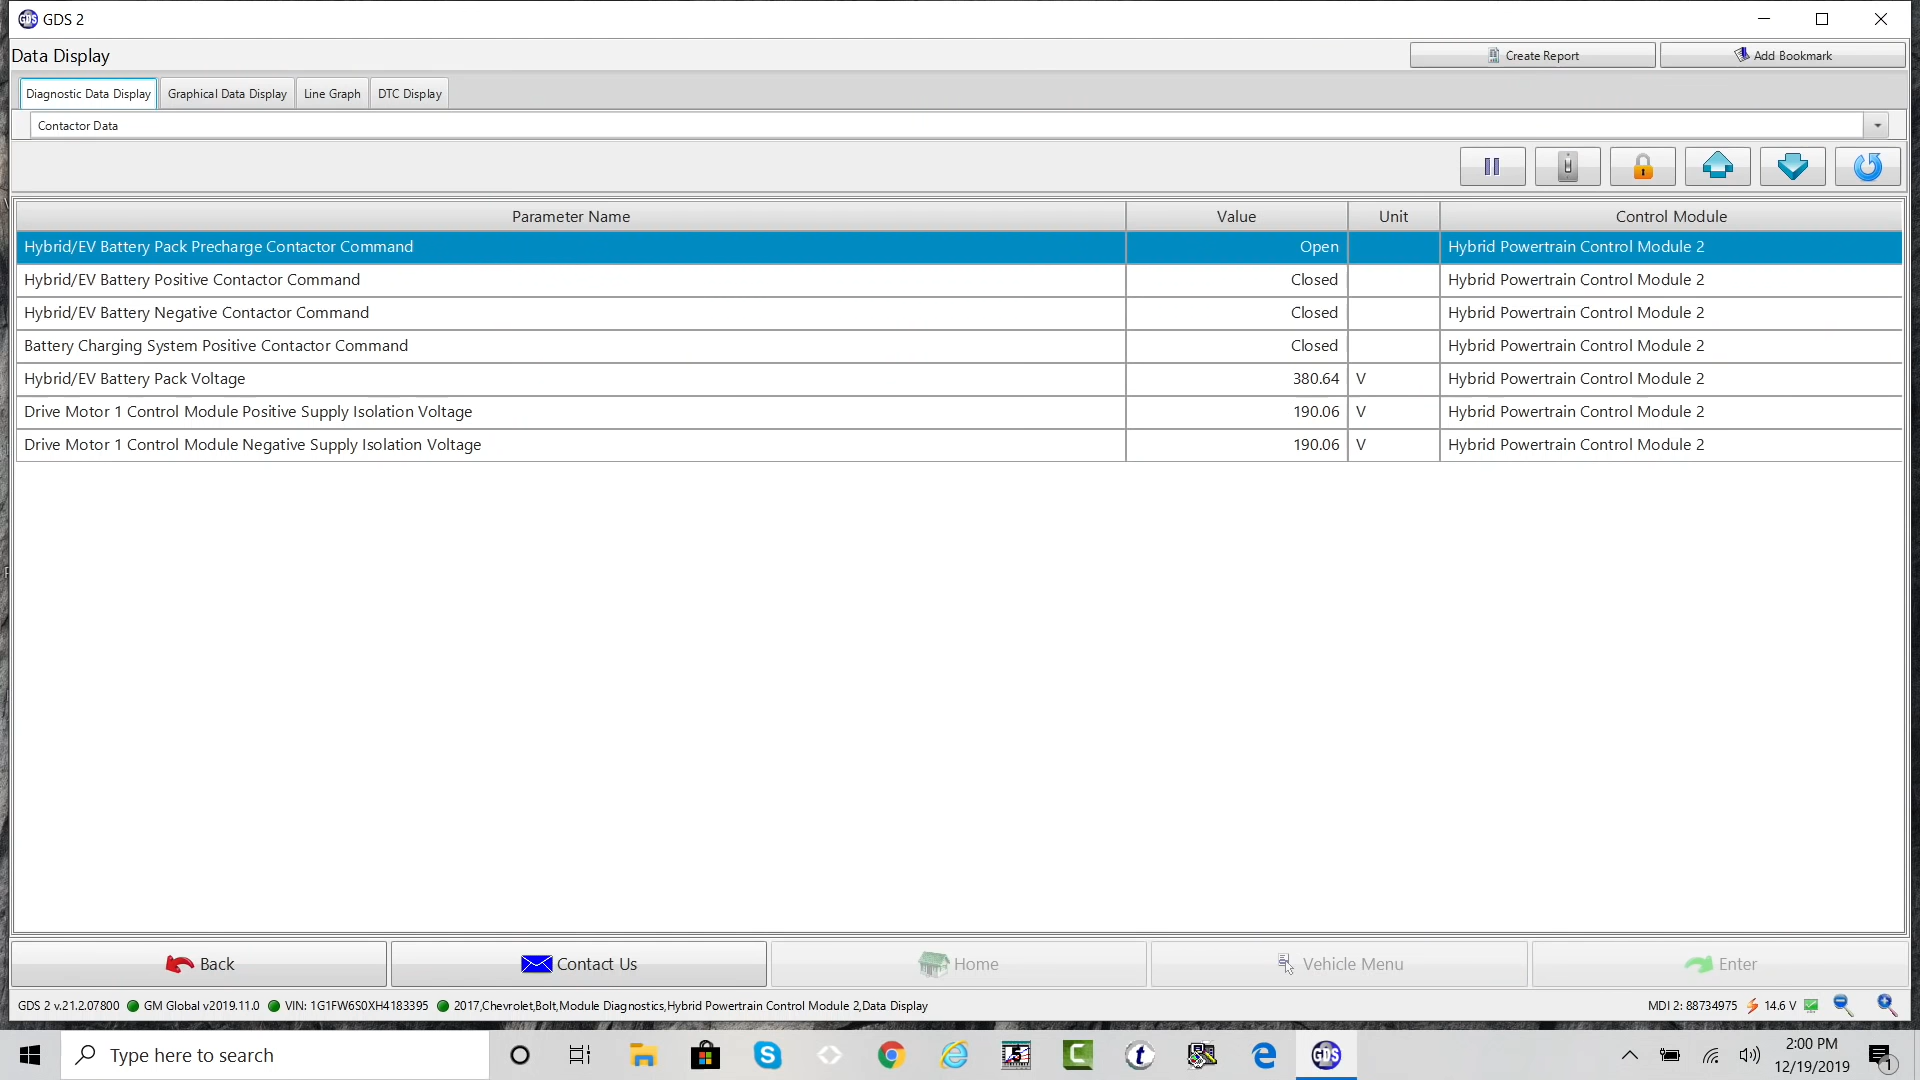 GDS 2
Data Display
Create Report
Add Bookmark
Diagnostic Data Display
Graphical Data Display
Line Graph
DTC Display
Contactor Data
Parameter Name Value Unit Control Module
Hybrid/EV Battery Pack Precharge Contactor Command Open Hybrid Powertrain Control Module 2
Hybrid/EV Battery Positive Contactor Command Closed Hybrid Powertrain Control Module 2
Hybrid/EV Battery Negative Contactor Command Closed Hybrid Powertrain Control Module 2
Battery Charging System Positive Contactor Command Closed Hybrid Powertrain Control Module 2
Hybrid/EV Battery Pack Voltage 380.64 V Hybrid Powertrain Control Module 2
Drive Motor 1 Control Module Positive Supply Isolation Voltage 190.06 V Hybrid Powertrain Control Module 2
Drive Motor 1 Control Module Negative Supply Isolation Voltage 190.06 V Hybrid Powertrain Control Module 2
Back
Contact Us
Home
Vehicle Menu
Enter
GDS 2 v.21.2.07800 GM Global v2019.11.0 VIN: 1G1FW6S0XH4183395 2017,Chevrolet,Bolt,Module Diagnostics,Hybrid Powertrain Control Module 2,Data Display MDI 2: 88734975 14.6 V
Type here to search
GDS
2:00 PM
12/19/2019
1